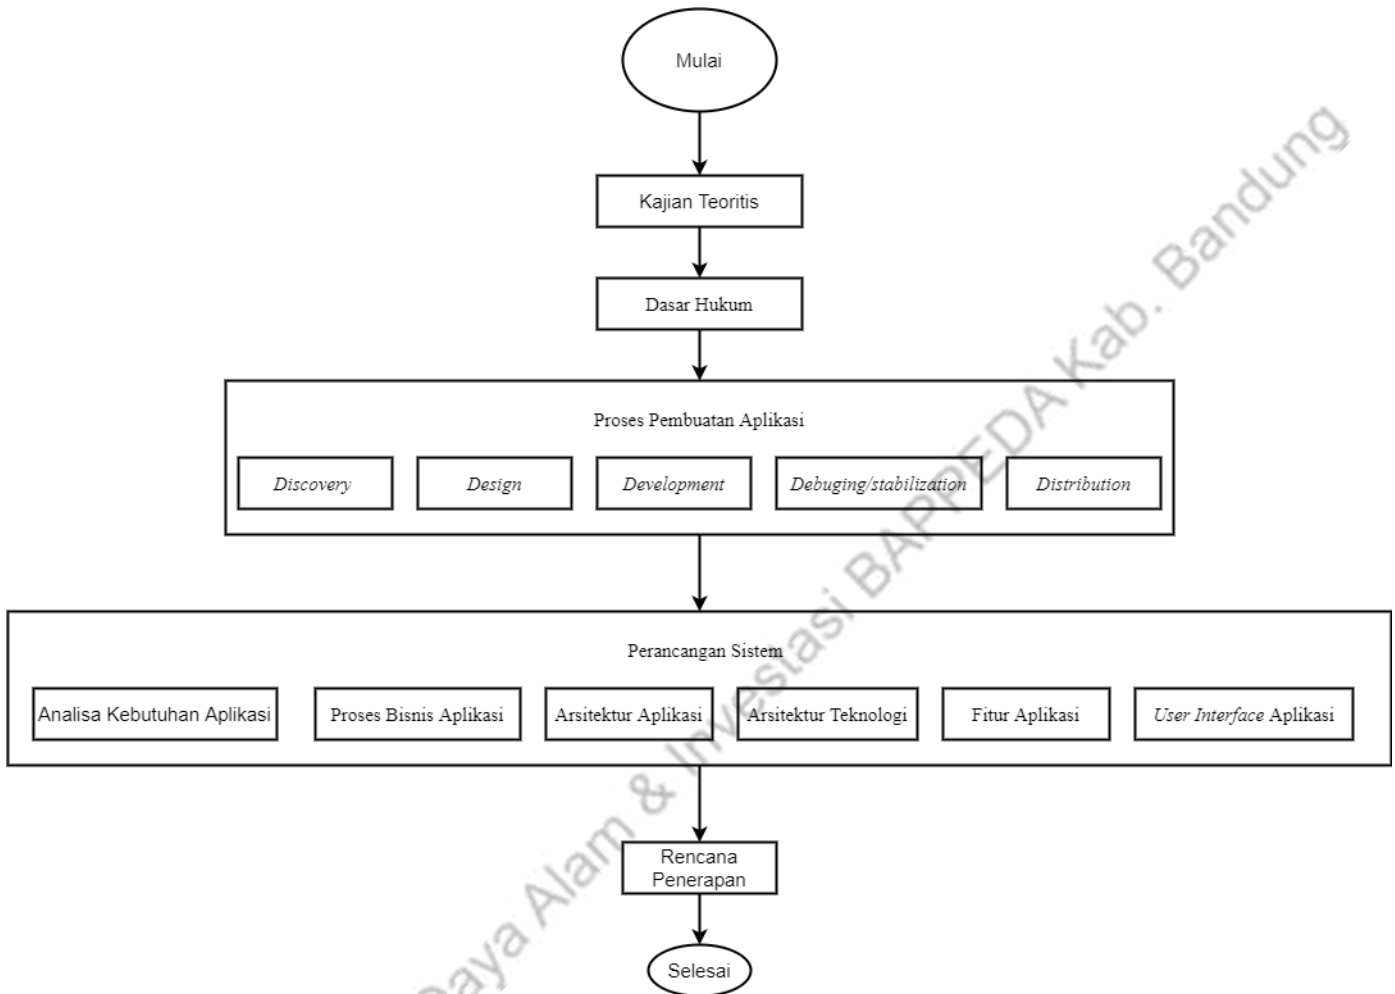 Mulai
Kajian Teoritis
Dasar Hukum
Proses Pembuatan Aplikasi
Discovery
Design
Development
Debuging/stabilization
Distribution
Perancangan Sistem
Analisa Kebutuhan Aplikasi
Proses Bisnis Aplikasi
Arsitektur Aplikasi
Arsitektur Teknologi
Fitur Aplikasi
User Interface Aplikasi
Rencana
Penerapan
Selesai
Daya Alam & Investasi BAPPEDA Kab. Bandung